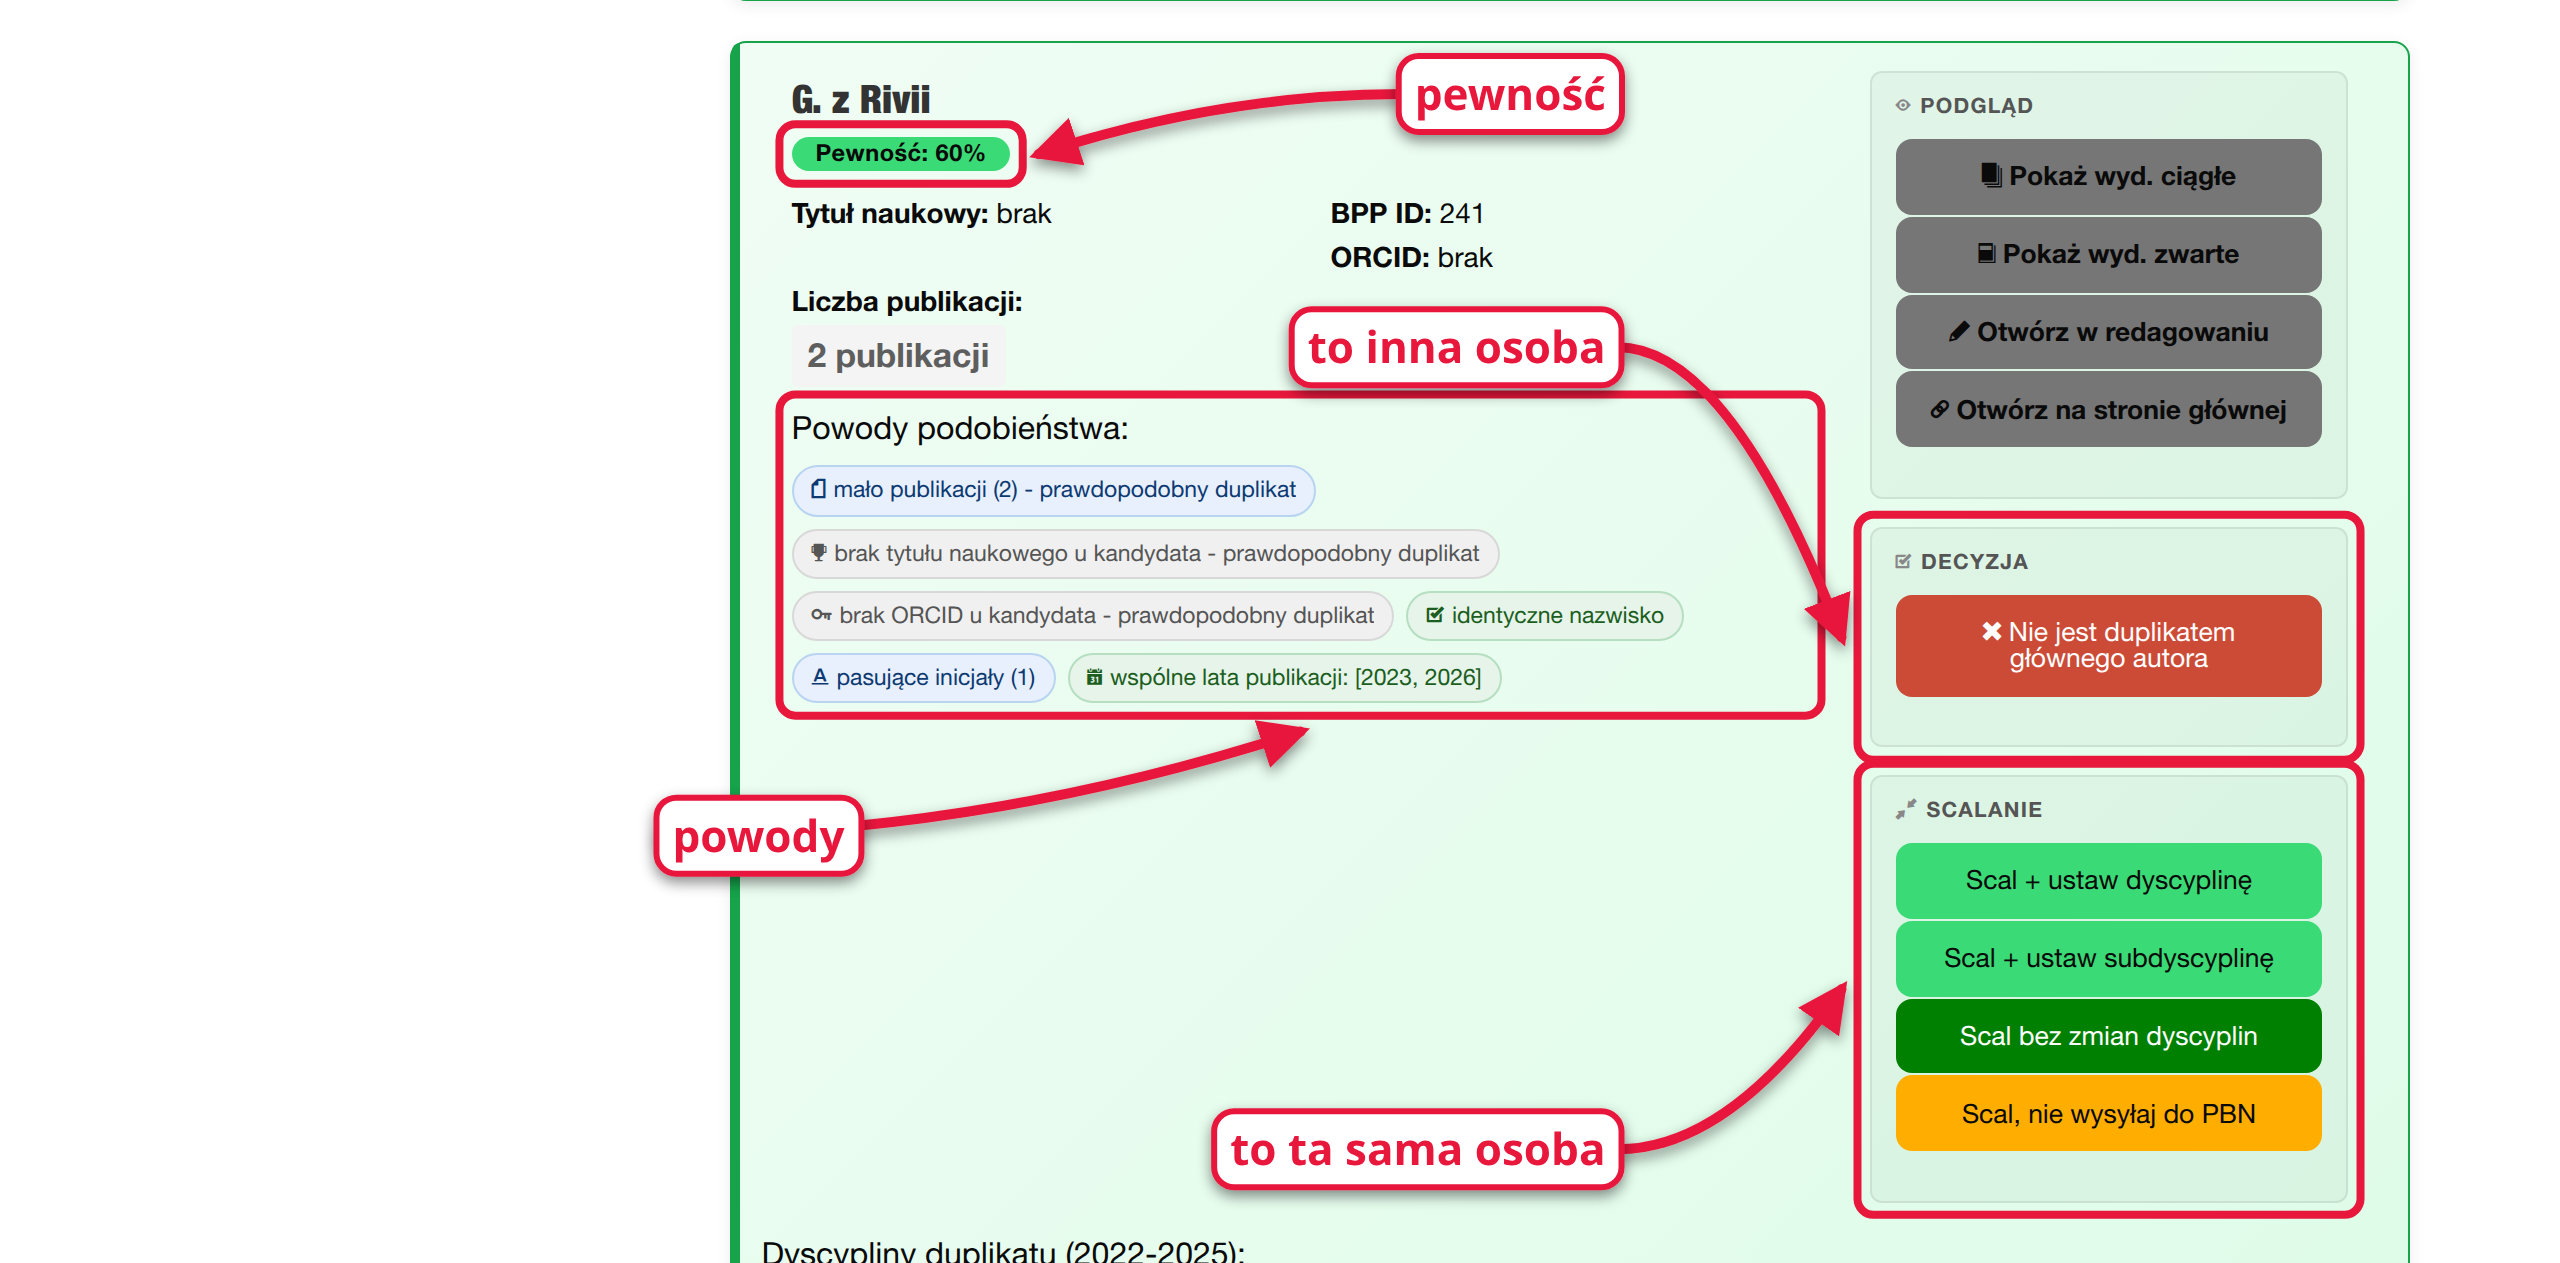 G. z Rivii
pewność
Pewność: 60%
Tytuł naukowy: brak
BPP ID: 241
ORCID: brak
Liczba publikacji:
2 publikacji
to inna osoba
Powody podobieństwa:
mało publikacji (2) - prawdopodobny duplikat
brak tytułu naukowego u kandydata - prawdopodobny duplikat
brak ORCID u kandydata - prawdopodobny duplikat
identyczne nazwisko
pasujące inicjały (1)
wspólne lata publikacji: [2023, 2026]
powody
to ta sama osoba
Dyscypliny duplikatu (2022-2025):
PODGLĄD
Pokaż wyd. ciągłe
Pokaż wyd. zwarte
Otwórz w redagowaniu
Otwórz na stronie głównej
DECYZJA
Nie jest duplikatem
głównego autora
SCALANIE
Scal + ustaw dyscyplinę
Scal + ustaw subdyscyplinę
Scal bez zmian dyscyplin
Scal, nie wysyłaj do PBN